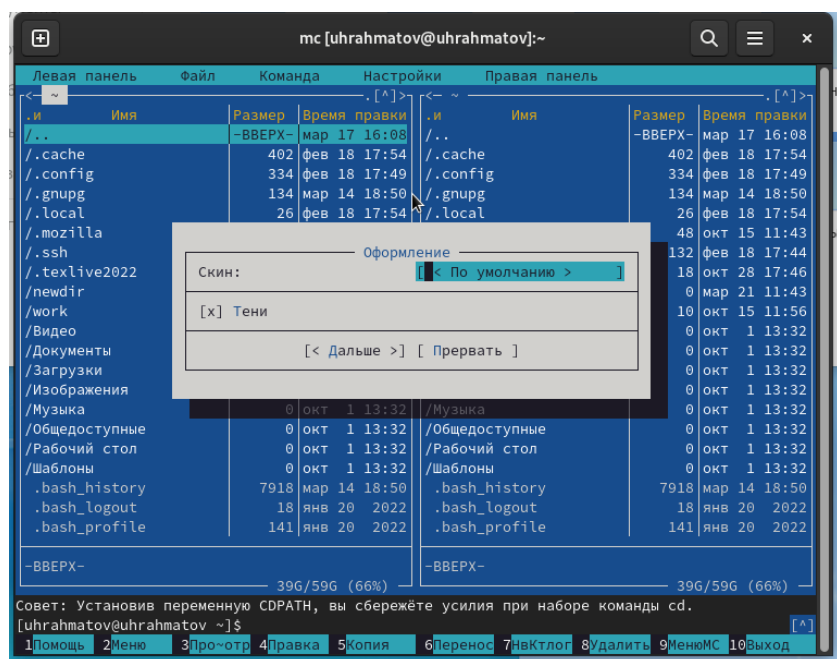 mc [uhrahmatov@uhrahmatov]:~
Левая панель Файл Команда Настройки Правая панель
<— ~ .[^]> <— ~ .[^]>
.и Имя Размер Время правки .и Имя Размер Время правки
/.. -ВВЕРХ- мар 17 16:08 /.. -ВВЕРХ- мар 17 16:08
/.cache 402 фев 18 17:54 /.cache 402 фев 18 17:54
/.config 334 фев 18 17:49 /.config 334 фев 18 17:49
/.gnupg 134 мар 14 18:50 /.gnupg 134 мар 14 18:50
/.local 26 фев 18 17:54 /.local 26 фев 18 17:54
/.mozilla 48 окт 15 11:43
/.ssh Оформление 132 фев 18 17:44
/.texlive2022 Скин: [ < По умолчанию > ] 18 окт 28 17:46
/newdir 0 мар 21 11:43
/work [x] Тени 10 окт 15 11:56
/Видео 0 окт 1 13:32
/Документы [< Дальше >] [ Прервать ] 0 окт 1 13:32
/Загрузки 0 окт 1 13:32
/Изображения 0 окт 1 13:32
/Музыка 0 окт 1 13:32 /Музыка 0 окт 1 13:32
/Общедоступные 0 окт 1 13:32 /Общедоступные 0 окт 1 13:32
/Рабочий стол 0 окт 1 13:32 /Рабочий стол 0 окт 1 13:32
/Шаблоны 0 окт 1 13:32 /Шаблоны 0 окт 1 13:32
.bash_history 7918 мар 14 18:50 .bash_history 7918 мар 14 18:50
.bash_logout 18 янв 20 2022 .bash_logout 18 янв 20 2022
.bash_profile 141 янв 20 2022 .bash_profile 141 янв 20 2022
-ВВЕРХ- -ВВЕРХ-
39G/59G (66%) 39G/59G (66%)
Совет: Установив переменную CDPATH, вы сбережёте усилия при наборе команды cd.
[uhrahmatov@uhrahmatov ~]$ [^]
1Помощь 2Меню 3Про~отр 4Правка 5Копия 6Перенос 7НвКтлог 8Удалить 9МенюМС 10Выход